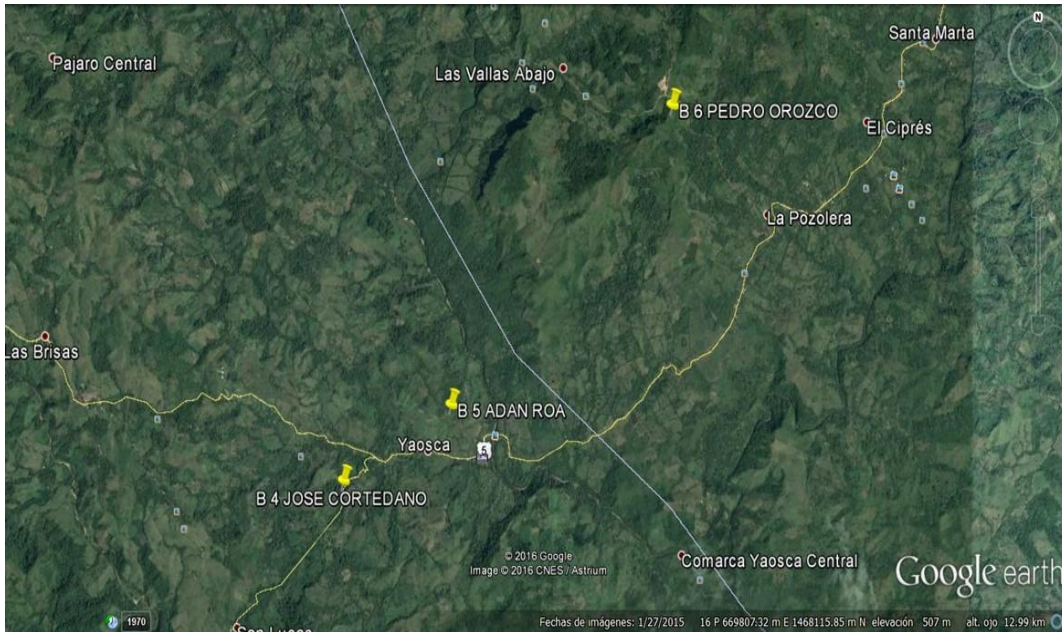 N
Santa Marta
Pajaro Central
Las Vallas Abajo
B 6 PEDRO OROZCO
El Ciprés
La Pozolera
Las Brisas
B 5 ADAN ROA
Yaosca
5
B 4 JOSE CORTEDANO
© 2016 Google
Image © 2016 CNES / Astrium
Comarca Yaosca Central
Google earth
1970
Fechas de imágenes: 1/27/2015 16 P 669807.32 m E 1468115.85 m N elevación 507 m alt. ojo 12.99 km